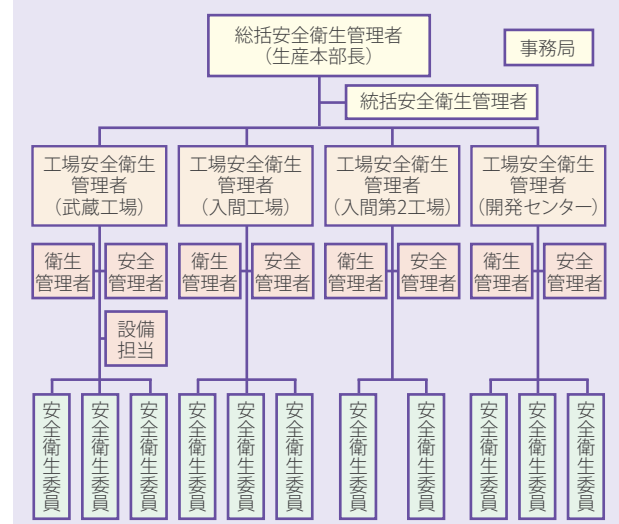 総括安全衛生管理者
（生産本部長）
事務局
統括安全衛生管理者
工場安全衛生
管理者
（武蔵工場）
工場安全衛生
管理者
（入間工場）
工場安全衛生
管理者
（入間第2工場）
工場安全衛生
管理者
（開発センター）
衛生
管理者
安全
管理者
衛生
管理者
安全
管理者
衛生
管理者
安全
管理者
衛生
管理者
安全
管理者
設備
担当
安全衛生委員
安全衛生委員
安全衛生委員
安全衛生委員
安全衛生委員
安全衛生委員
安全衛生委員
安全衛生委員
安全衛生委員
安全衛生委員
安全衛生委員